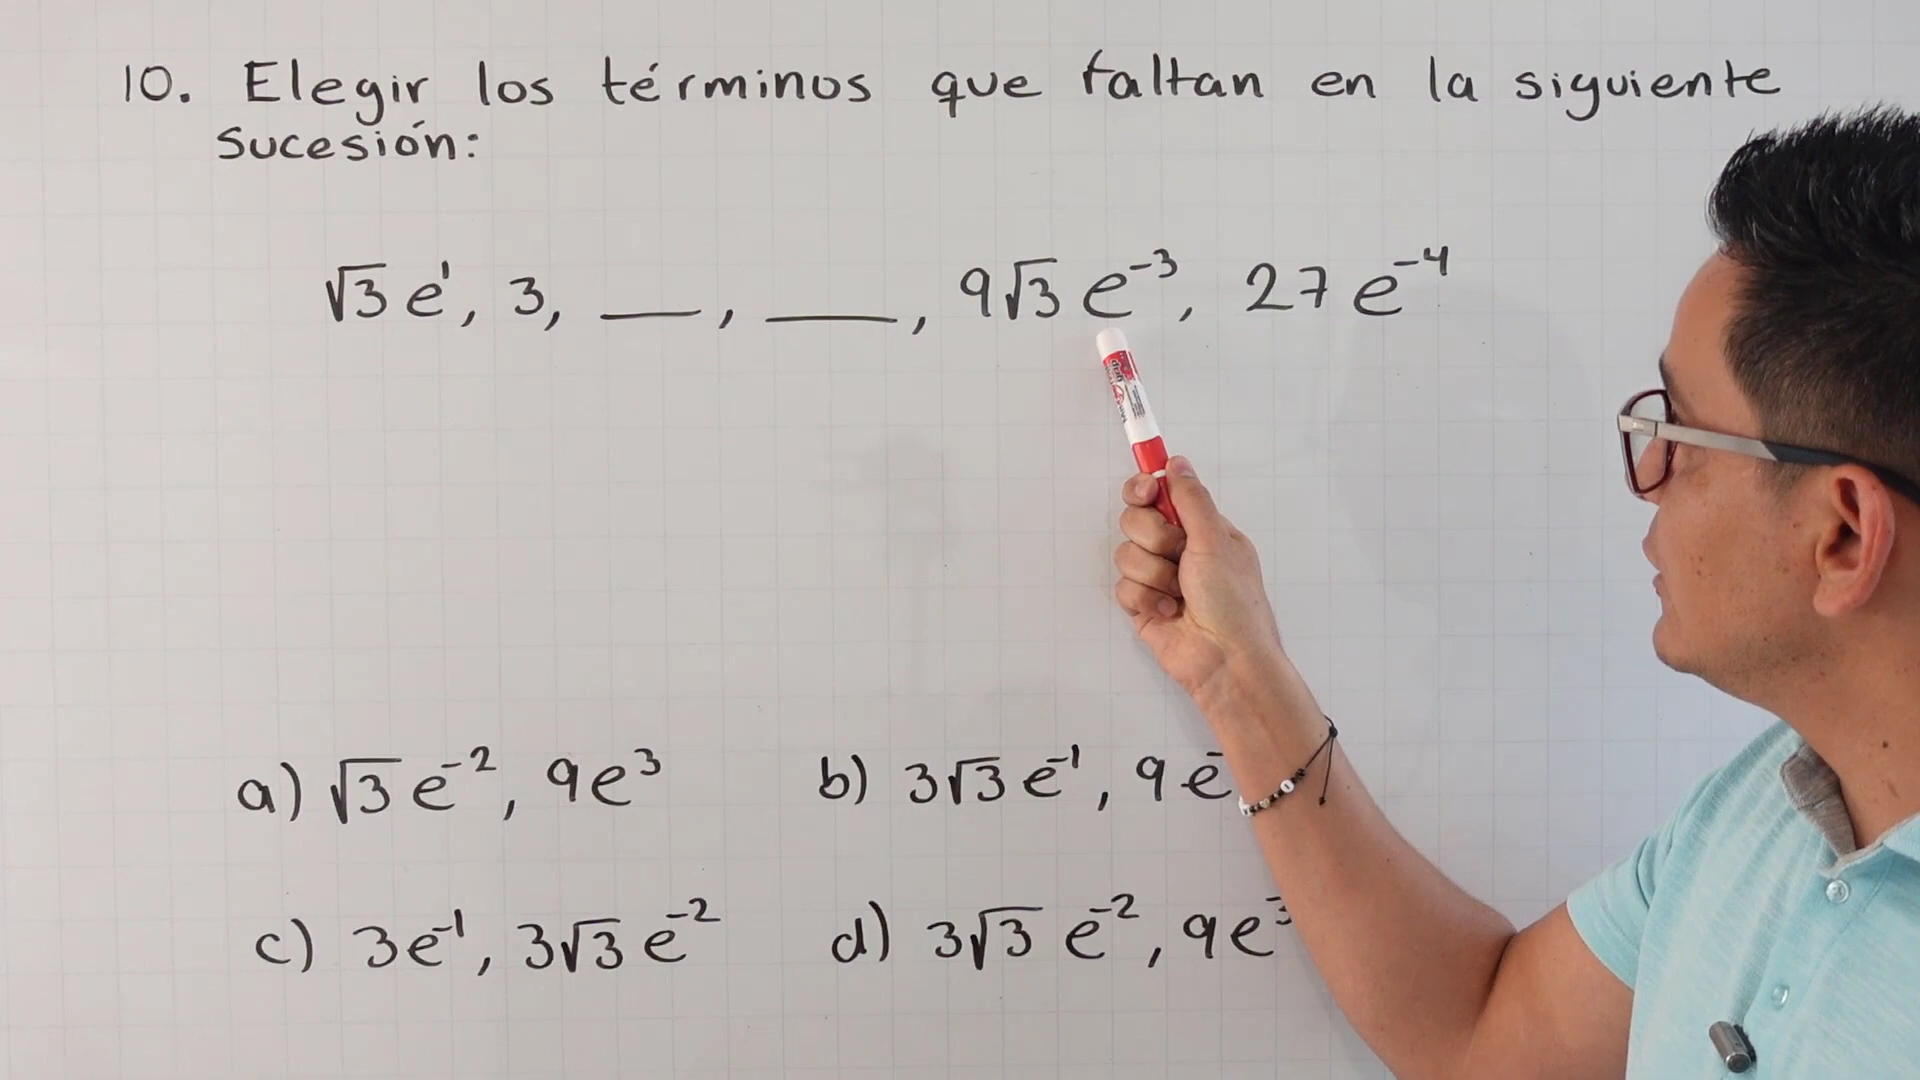 10. Elegir los términos que faltan en la siguiente
sucesión:
√3 e¹, 3, __, ___, 9√3 e⁻³, 27 e⁻⁴
a) √3 e⁻², 9e³ b) 3√3 e⁻¹, 9e⁻
c) 3e⁻¹, 3√3 e⁻² d) 3√3 e⁻², 9e